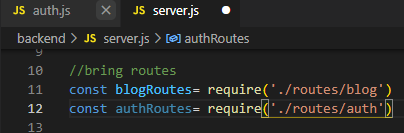 JS auth.js JS server.js
backend > JS server.js > authRoutes
9
10 //bring routes
11 const blogRoutes= require('./routes/blog')
12 const authRoutes= require('./routes/auth')
13